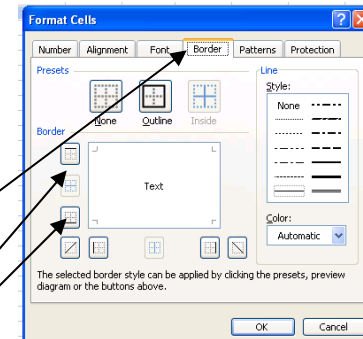 Format Cells
Number Alignment Font Border Patterns Protection
Presets
None Outline Inside
Border
Text
Line
Style:
None
Color:
Automatic
The selected border style can be applied by clicking the presets, preview
diagram or the buttons above.
OK Cancel